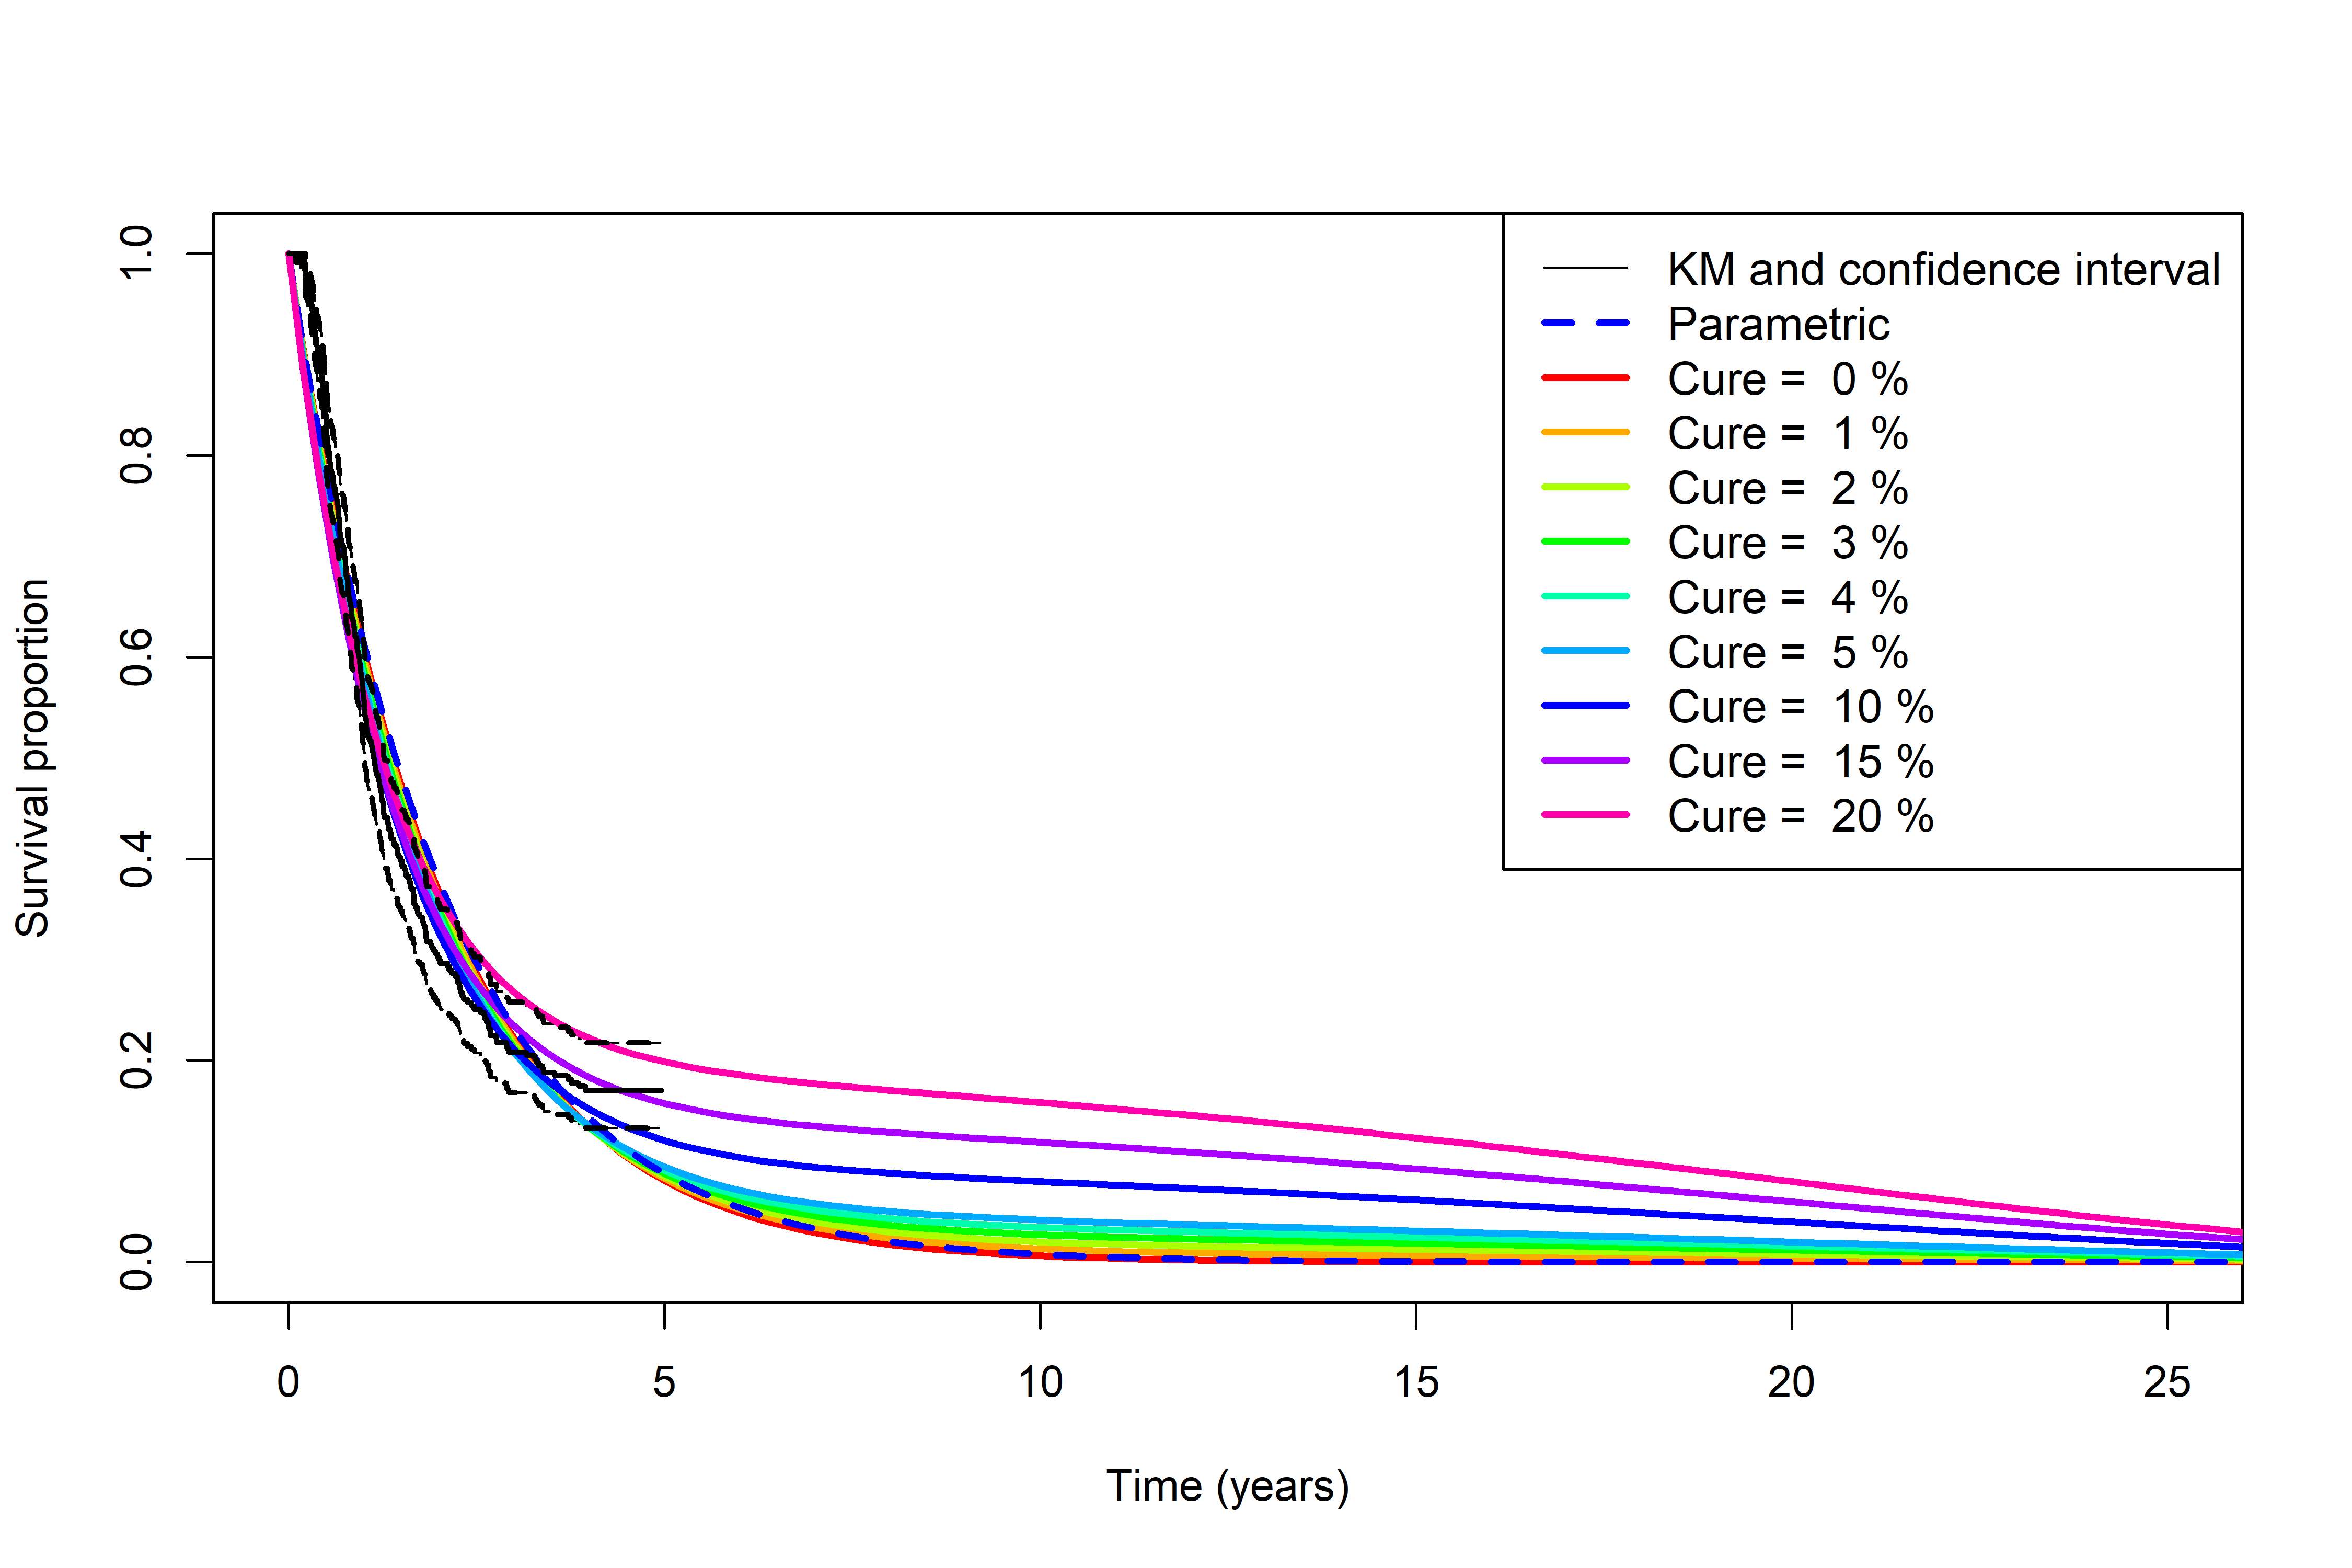 KM and confidence interval
Parametric
Cure =  0 %
Cure =  1 %
Cure =  2 %
Cure =  3 %
Cure =  4 %
Cure =  5 %
Cure =  10 %
Cure =  15 %
Cure =  20 %
Survival proportion
1.0
0.8
0.6
0.4
0.2
0.0
0 5 10 15 20 25
Time (years)